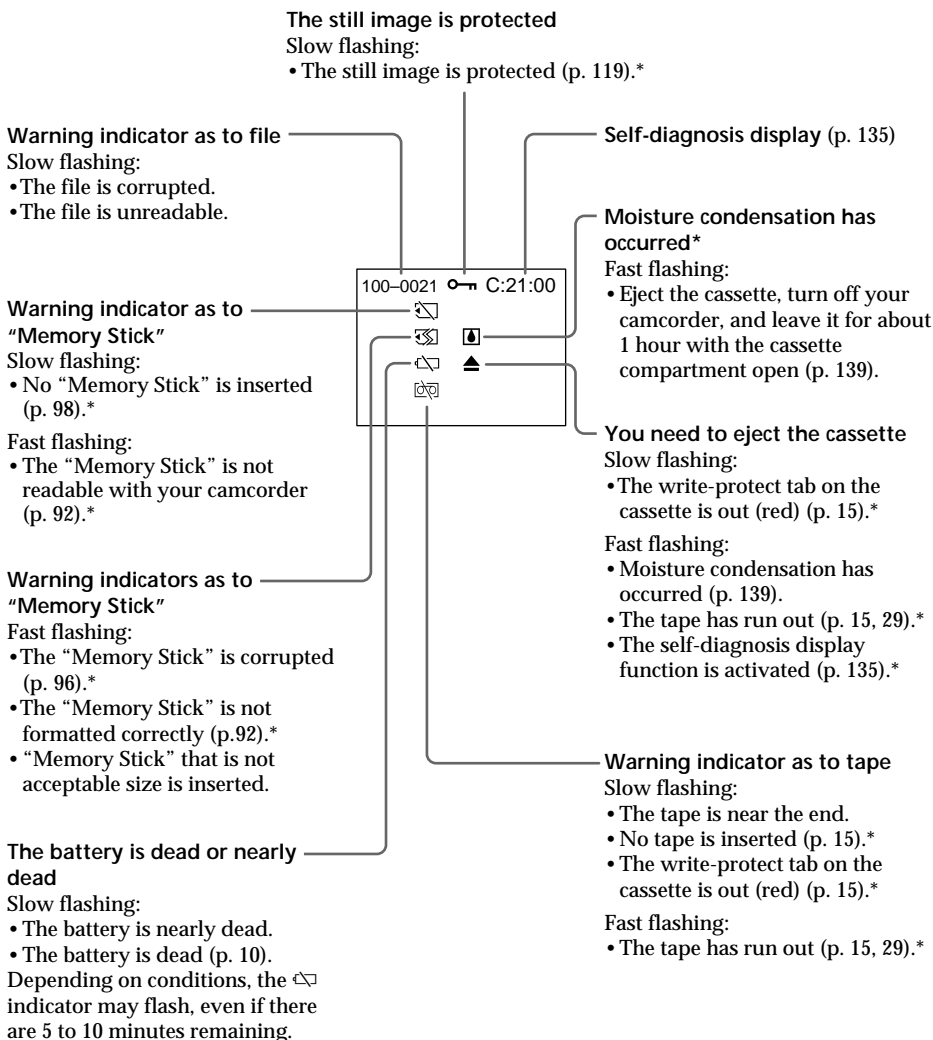 The still image is protected
Slow flashing:
• The still image is protected (p. 119).*
Warning indicator as to file
Slow flashing:
•The file is corrupted.
•The file is unreadable.
Warning indicator as to
“Memory Stick”
Slow flashing:
• No “Memory Stick” is inserted
(p. 98).*
Fast flashing:
• The “Memory Stick” is not
readable with your camcorder
(p. 92).*
Warning indicators as to
“Memory Stick”
Fast flashing:
•The “Memory Stick” is corrupted
(p. 96).*
•The “Memory Stick” is not
formatted correctly (p.92).*
• “Memory Stick” that is not
acceptable size is inserted.
The battery is dead or nearly
dead
Slow flashing:
• The battery is nearly dead.
• The battery is dead (p. 10).
Depending on conditions, the
indicator may flash, even if there
are 5 to 10 minutes remaining.
100–0021 C:21:00
Self-diagnosis display (p. 135)
Moisture condensation has
occurred*
Fast flashing:
• Eject the cassette, turn off your
camcorder, and leave it for about
1 hour with the cassette
compartment open (p. 139).
You need to eject the cassette
Slow flashing:
•The write-protect tab on the
cassette is out (red) (p. 15).*
Fast flashing:
• Moisture condensation has
occurred (p. 139).
• The tape has run out (p. 15, 29).*
• The self-diagnosis display
function is activated (p. 135).*
Warning indicator as to tape
Slow flashing:
• The tape is near the end.
• No tape is inserted (p. 15).*
• The write-protect tab on the
cassette is out (red) (p. 15).*
Fast flashing:
• The tape has run out (p. 15, 29).*